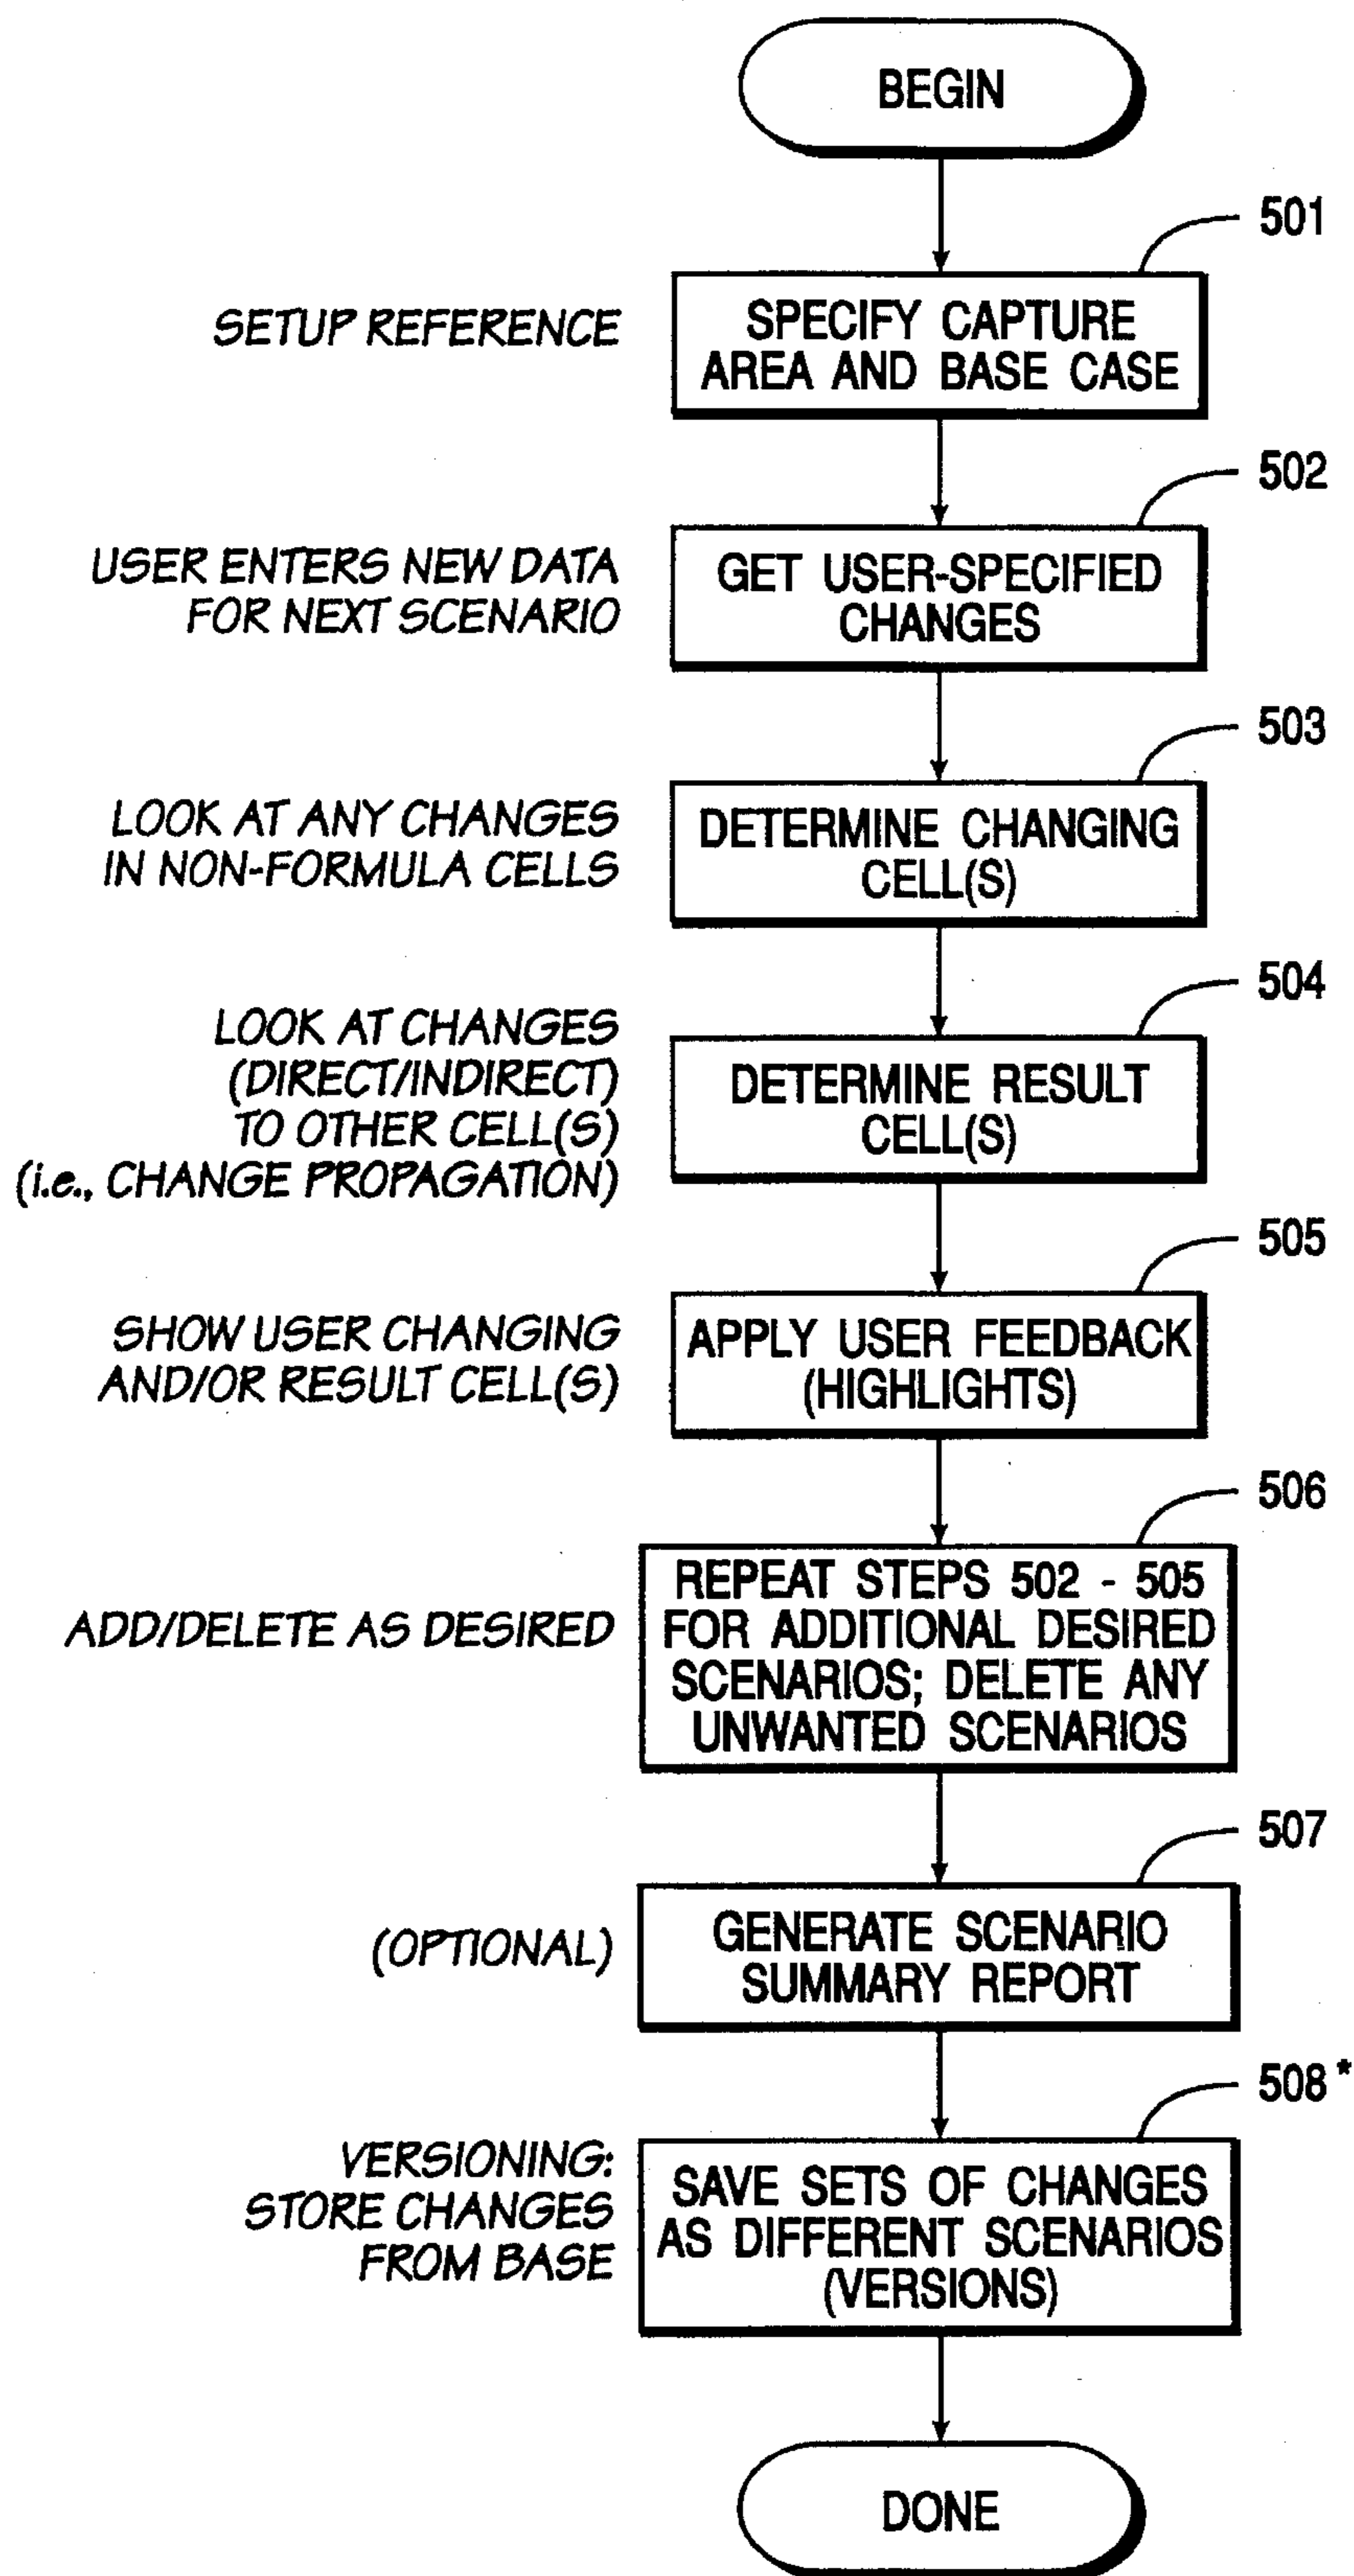 BEGIN
501
SETUP REFERENCE
SPECIFY CAPTURE
AREA AND BASE CASE
502
USER ENTERS NEW DATA
FOR NEXT SCENARIO
GET USER-SPECIFIED
CHANGES
503
LOOK AT ANY CHANGES
IN NON-FORMULA CELLS
DETERMINE CHANGING
CELL(S)
504
LOOK AT CHANGES
(DIRECT/INDIRECT)
TO OTHER CELL(S)
(i.e., CHANGE PROPAGATION)
DETERMINE RESULT
CELL(S)
505
SHOW USER CHANGING
AND/OR RESULT CELL(S)
APPLY USER FEEDBACK
(HIGHLIGHTS)
506
ADD/DELETE AS DESIRED
REPEAT STEPS 502 - 505
FOR ADDITIONAL DESIRED
SCENARIOS; DELETE ANY
UNWANTED SCENARIOS
507
(OPTIONAL)
GENERATE SCENARIO
SUMMARY REPORT
508*
VERSIONING:
STORE CHANGES
FROM BASE
SAVE SETS OF CHANGES
AS DIFFERENT SCENARIOS
(VERSIONS)
DONE